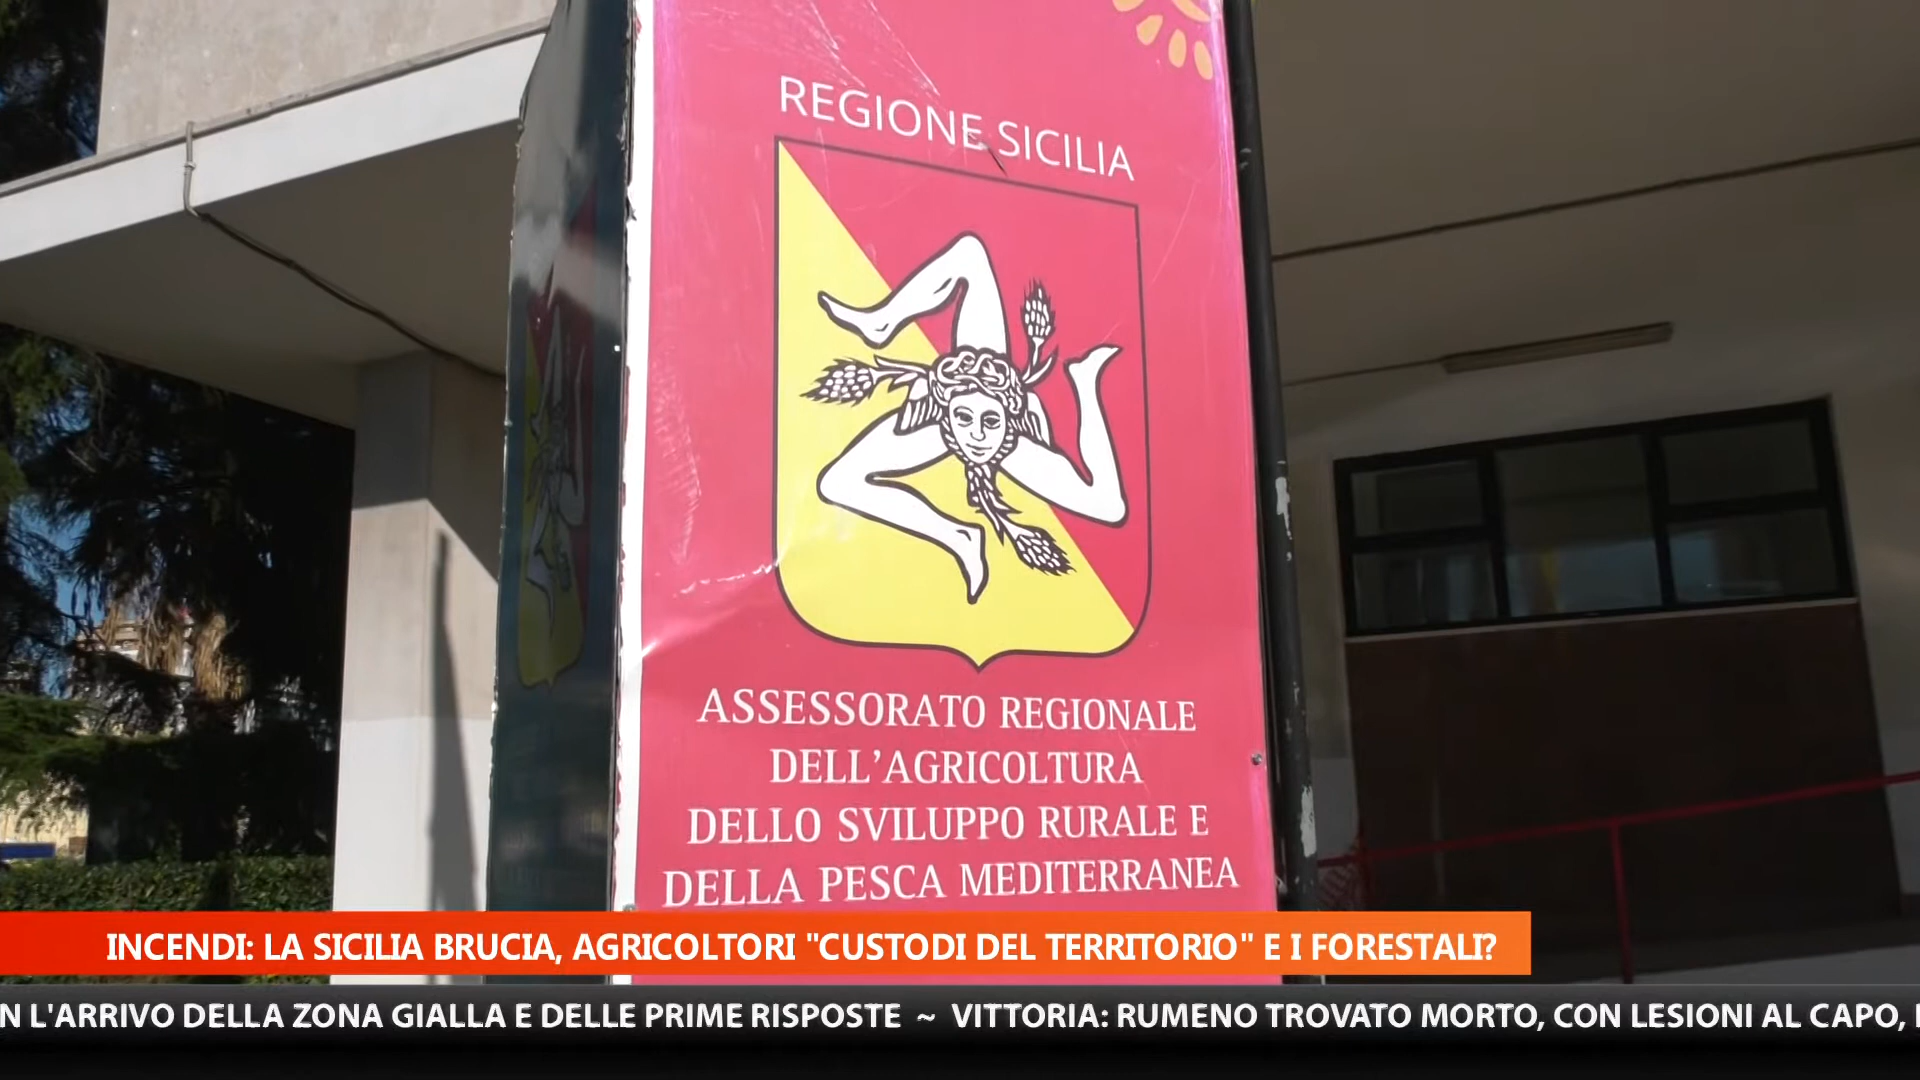 REGIONE SICILIA
ASSESSORATO REGIONALE
DELL'AGRICOLTURA
DELLO SVILUPPO RURALE E
DELLA PESCA MEDITERRANEA
INCENDI: LA SICILIA BRUCIA, AGRICOLTORI "CUSTODI DEL TERRITORIO" E I FORESTALI?
L'ARRIVO DELLA ZONA GIALLA E DELLE PRIME RISPOSTE ~ VITTORIA: RUMENO TROVATO MORTO, CON LESIONI AL CAPO,